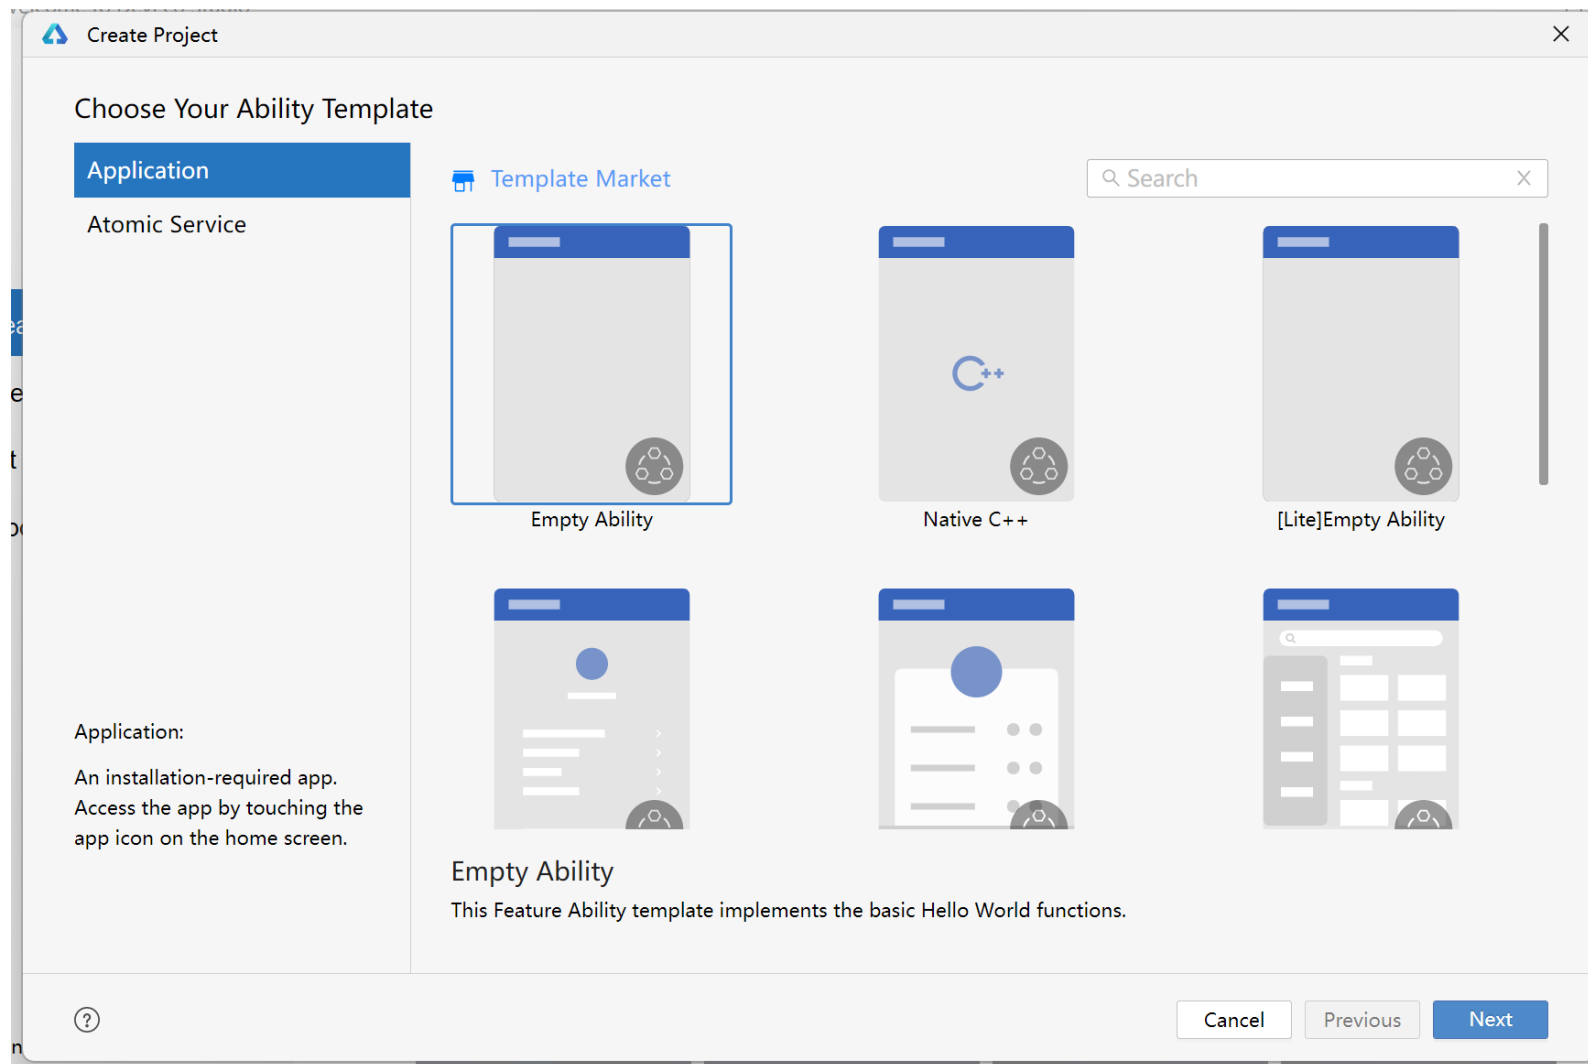 Create Project
Choose Your Ability Template
Application
Atomic Service
Template Market
Search
C++
Empty Ability
Native C++
[Lite]Empty Ability
Application:
An installation-required app.
Access the app by touching the
app icon on the home screen.
Empty Ability
This Feature Ability template implements the basic Hello World functions.
?
Cancel
Previous
Next